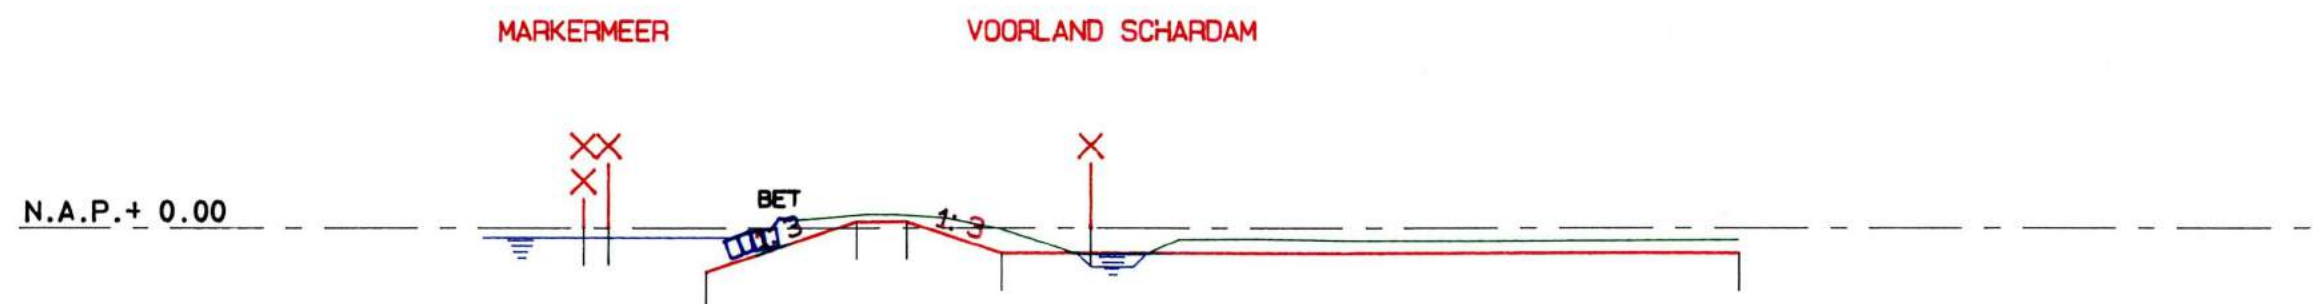 MARKERMEER VOORLAND SCHARDAM
BET
N.A.P.+ 0.00
1: 3
1: 3